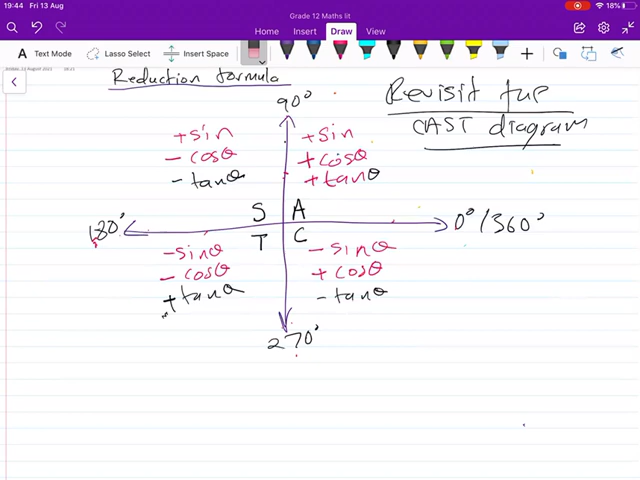 19:44 Fri 13 Aug
18%
Grade 12 Maths lit
Home Insert Draw View
Text Mode Lasso Select Insert Space
Reduction formula
Revisit the
CAST diagram
90°
+sin
-cosθ
-tanθ
+sin
+cosθ
+tanθ
S A
180° 0°/360°
T C
-sinθ
-cosθ
+tanθ
-sinθ
+cosθ
-tanθ
270°